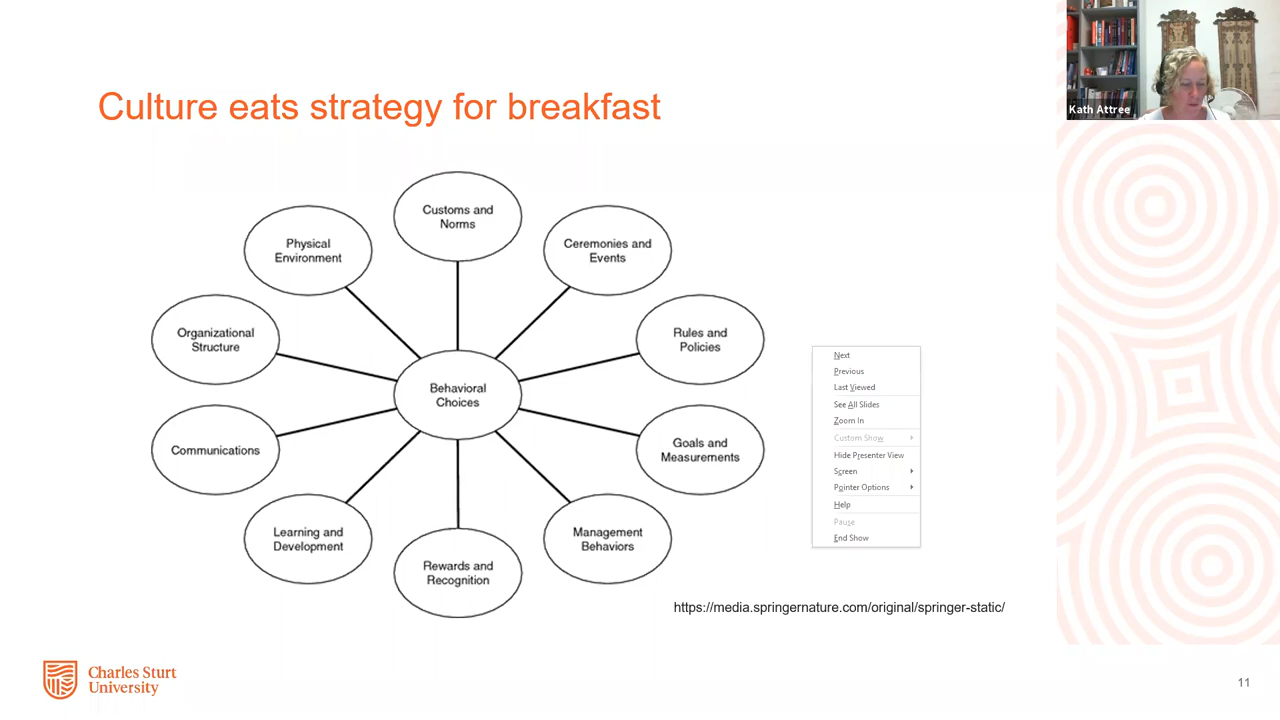 Culture eats strategy for breakfast
Kath Attree
Customs and
Norms
Physical
Environment
Ceremonies and
Events
Organizational
Structure
Rules and
Policies
Behavioral
Choices
Communications
Goals and
Measurements
Learning and
Development
Management
Behaviors
Rewards and
Recognition
Next
Previous
Last Viewed
See All Slides
Zoom In
Custom Show
Hide Presenter View
Screen
Pointer Options
Help
Pause
End Show
https://media.springernature.com/original/springer-static/
Charles Sturt
University
11